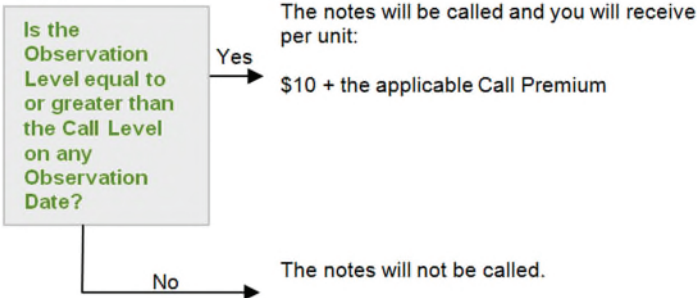 Is the
Observation
Level equal to
or greater than
the Call Level
on any
Observation
Date?
Yes
The notes will be called and you will receive
per unit:
$10 + the applicable Call Premium
No
The notes will not be called.